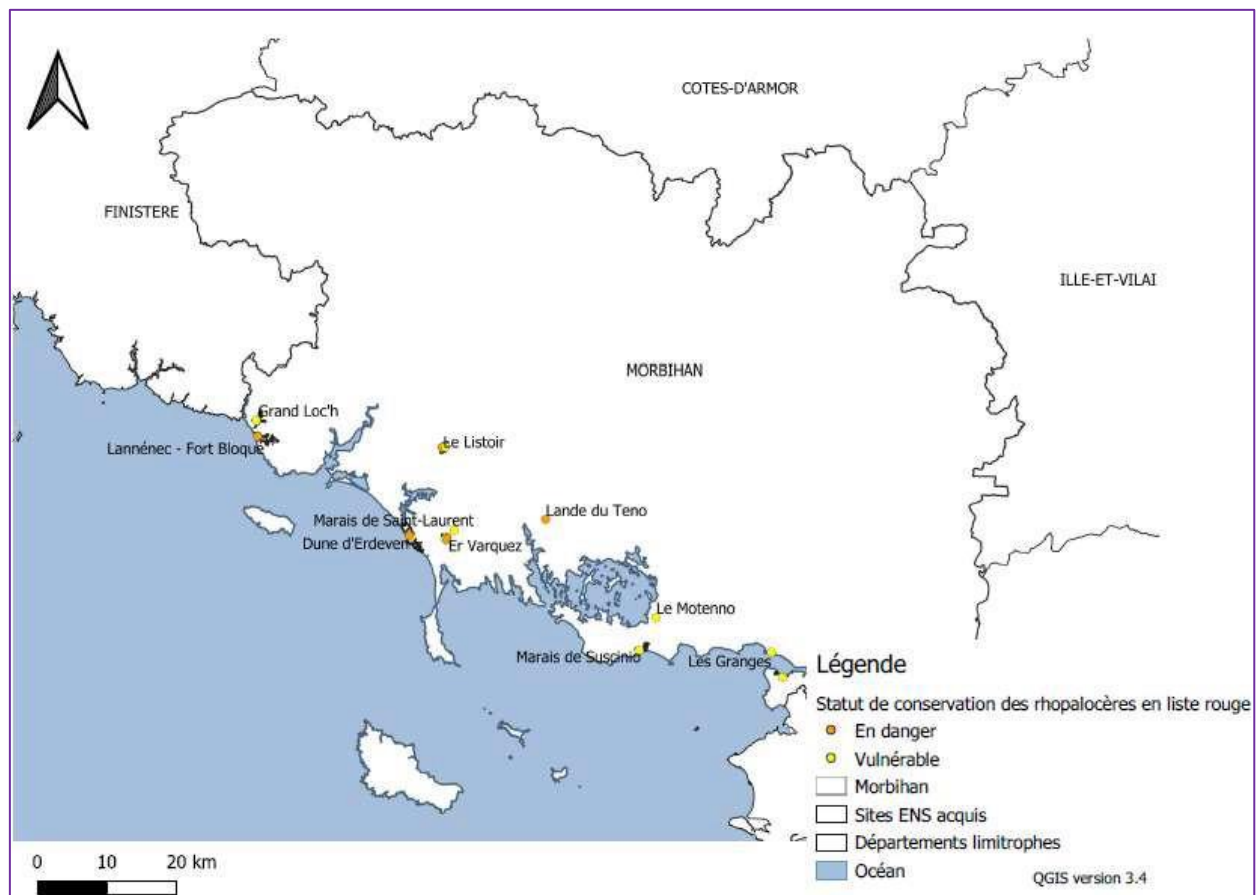 COTES-D'ARMOR
FINISTERE
ILLE-ET-VILAI
MORBIHAN
Grand Loc'h
Lannénec - Fort Bloqué
Le Listoir
Lande du Teno
Marais de Saint-Laurent
Dune d'Erdeven
Er Varquez
Le Motenno
Marais de Suscinio
Les Granges
Légende
Statut de conservation des rhopalocères en liste rouge
En danger
Vulnérable
Morbihan
Sites ENS acquis
Départements limitrophes
Océan
0 10 20 km
QGIS version 3.4